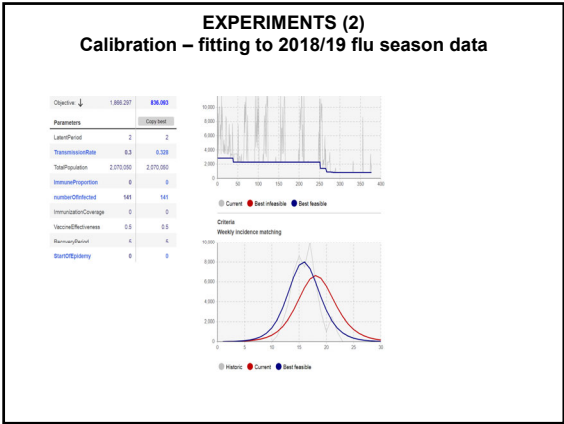 EXPERIMENTS (2)
Calibration – fitting to 2018/19 flu season data
Objective: ↓ 1,866.297 836.093
Parameters Copy best
LatentPeriod 2 2
TransmissionRate 0.3 0.328
TotalPopulation 2,070,050 2,070,050
ImmuneProportion 0 0
numberOfInfected 141 141
ImmunizationCoverage 0 0
VaccineEffectiveness 0.5 0.5
RecoveryPeriod 5 5
StartOfEpidemy 0 0
10,000
8,000
6,000
4,000
2,000
0
0 50 100 150 200 250 300 350 400
Current Best infeasible Best feasible
Criteria
Weekly incidence matching
10,000
8,000
6,000
4,000
2,000
0
0 5 10 15 20 25 30
Historic Current Best feasible